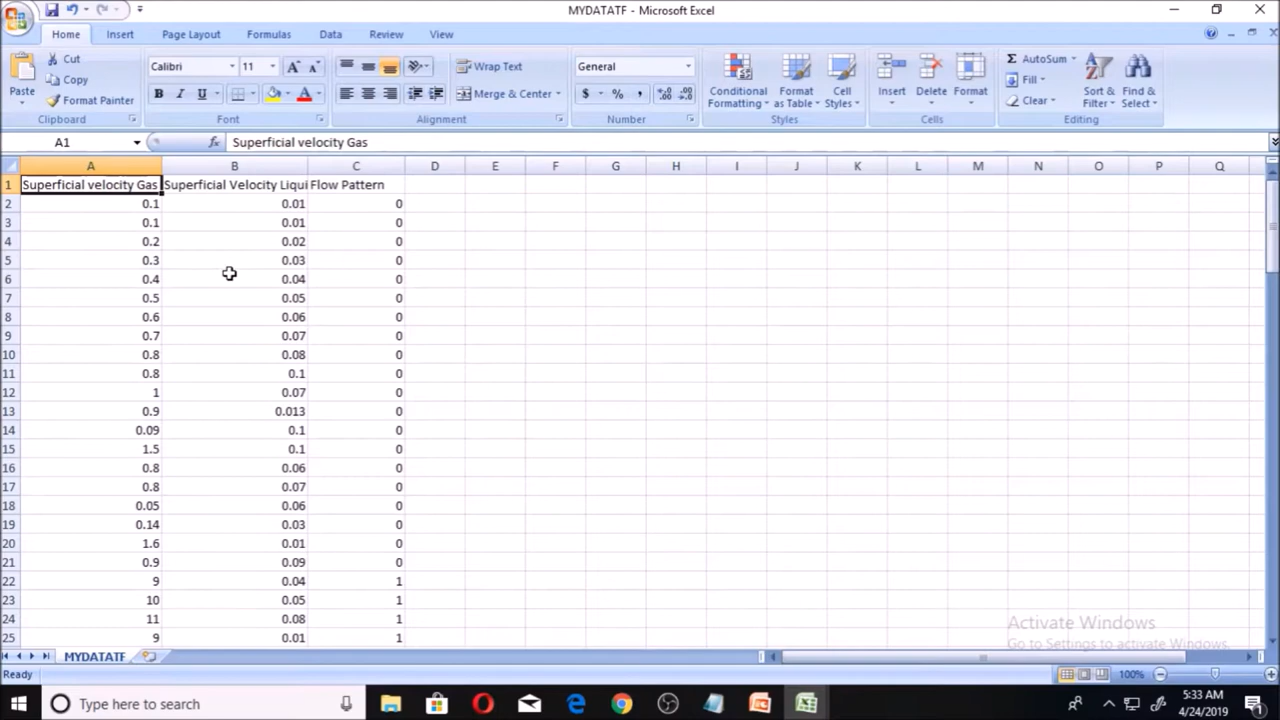 MYDATATF - Microsoft Excel
Home Insert Page Layout Formulas Data Review View
Cut
Copy
Format Painter
Paste
Clipboard
Calibri 11
B I U
Font
Wrap Text
Merge & Center
Alignment
General
$ % ,
Number
Conditional Formatting
Format as Table
Cell Styles
Styles
Insert Delete Format
Cells
AutoSum
Fill
Clear
Sort & Filter
Find & Select
Editing
A1 fx Superficial velocity Gas
A B C D E F G H I J K L M N O P Q
1 Superficial velocity Gas Superficial Velocity Liqui Flow Pattern
2 0.1 0.01 0
3 0.1 0.01 0
4 0.2 0.02 0
5 0.3 0.03 0
6 0.4 0.04 0
7 0.5 0.05 0
8 0.6 0.06 0
9 0.7 0.07 0
10 0.8 0.08 0
11 0.8 0.1 0
12 1 0.07 0
13 0.9 0.013 0
14 0.09 0.1 0
15 1.5 0.1 0
16 0.8 0.06 0
17 0.8 0.07 0
18 0.05 0.06 0
19 0.14 0.03 0
20 1.6 0.01 0
21 0.9 0.09 0
22 9 0.04 1
23 10 0.05 1
24 11 0.08 1
25 9 0.01 1
Activate Windows
Go to Settings to activate Windows.
MYDATATF
Ready 100%
Type here to search
5:33 AM
4/24/2019